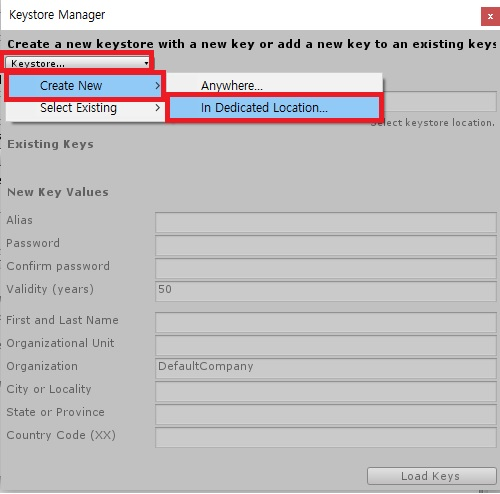 Keystore Manager
x
Create a new keystore with a new key or add a new key to an existing keys
Keystore...
Create New
Anywhere...
Select Existing
In Dedicated Location...
Select keystore location.
Existing Keys
New Key Values
Alias
Password
Confirm password
Validity (years) 50
First and Last Name
Organizational Unit
Organization DefaultCompany
City or Locality
State or Province
Country Code (XX)
Load Keys